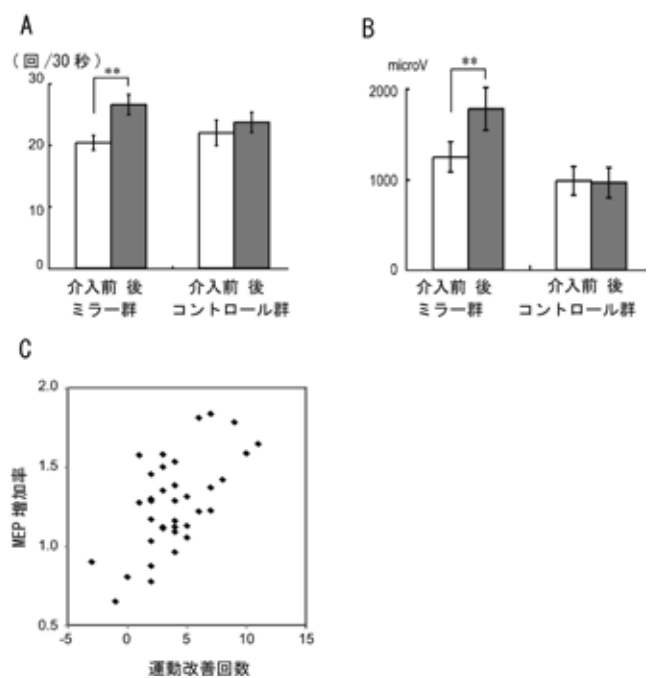 A
(回/30秒)
**
30
20
10
0
介入前 後 介入前 後
ミラー群 コントロール群
B
microV
**
2000
1000
0
介入前 後 介入前 後
ミラー群 コントロール群
C
MEP 増加率
2.0
1.5
1.0
0.5
-5 0 5 10 15
運動改善回数